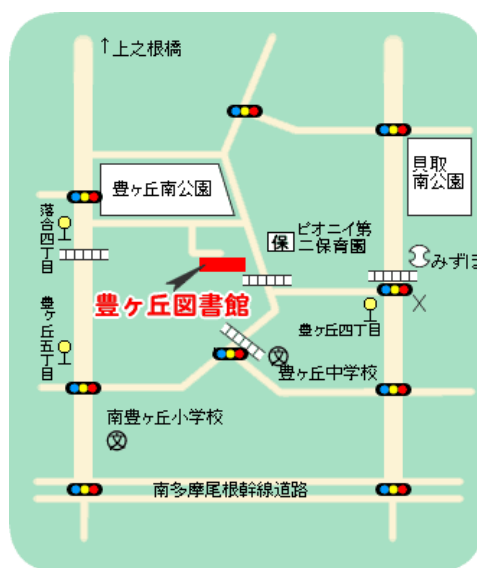 ↑上之根橋
豊ヶ丘南公園
貝取
南公園
落合四丁目
保
ピオニイ第
二保育園
みずほ
豊ヶ丘図書館
豊ヶ丘五丁目
豊ヶ丘四丁目
X
文
豊ヶ丘中学校
南豊ヶ丘小学校
文
南多摩尾根幹線道路